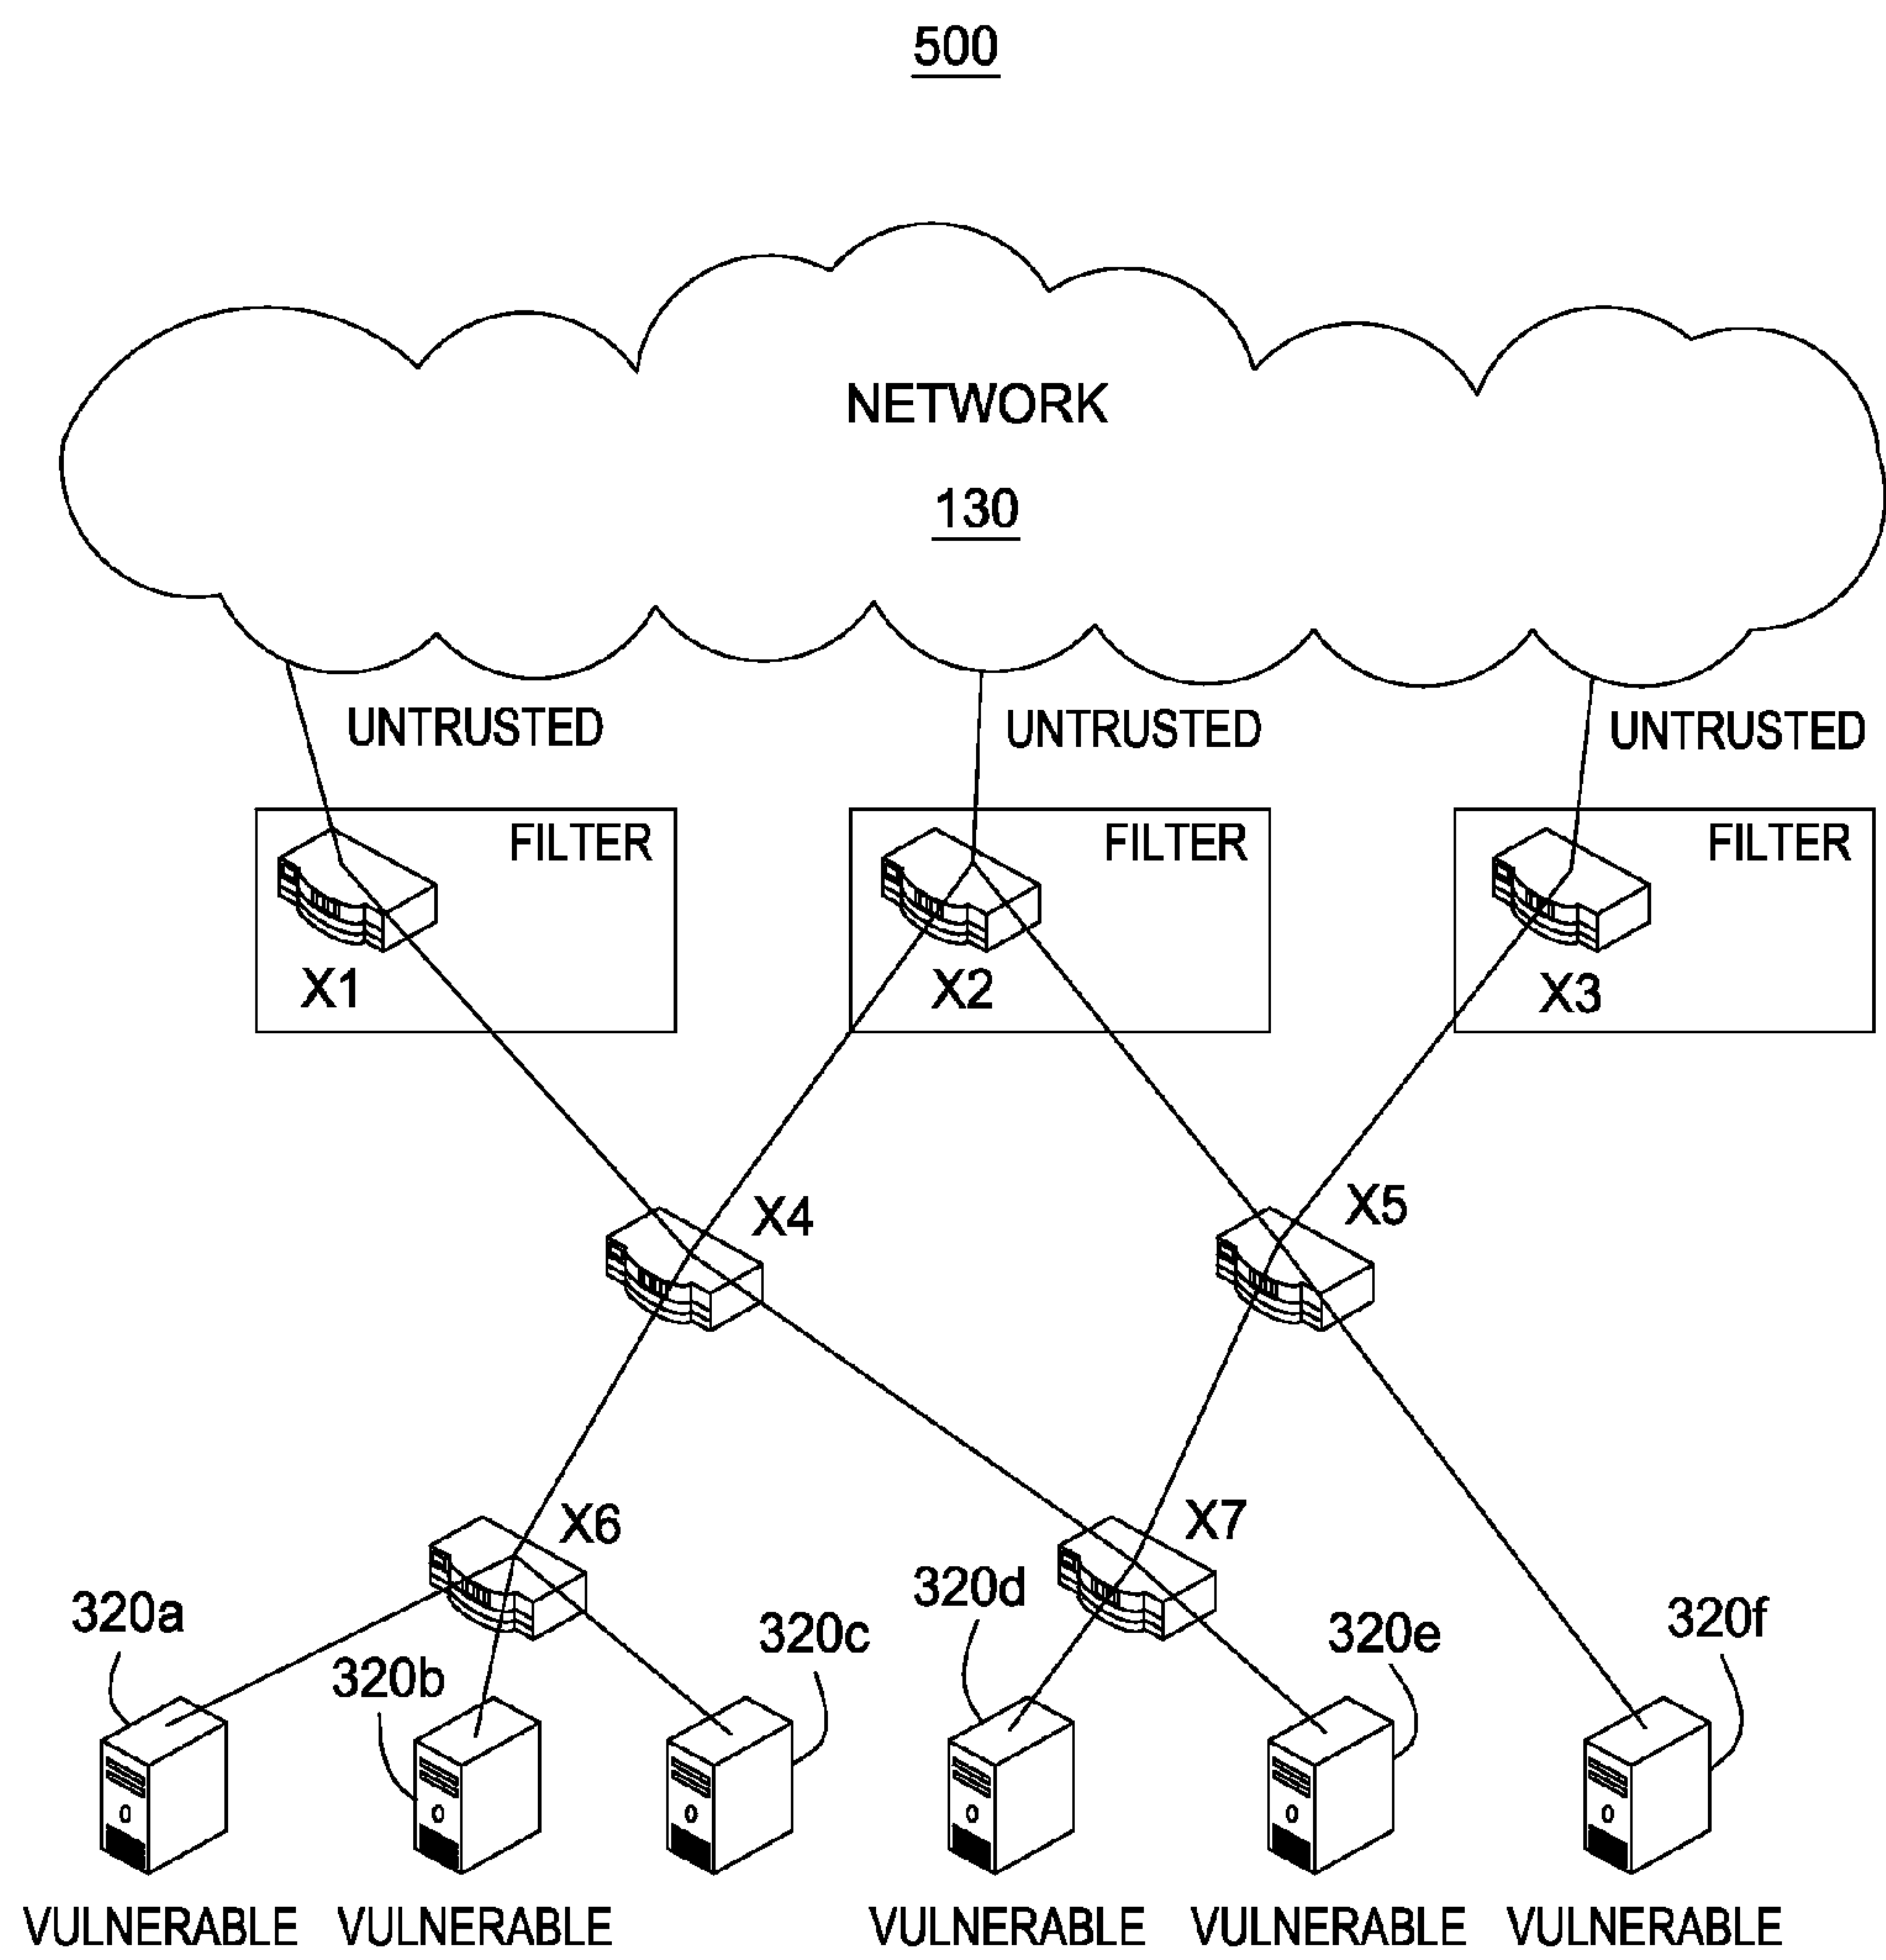 500
NETWORK
130
UNTRUSTED
UNTRUSTED
UNTRUSTED
FILTER
FILTER
FILTER
X1
X2
X3
X4
X5
X6
X7
320a
320b
320c
320d
320e
320f
VULNERABLE
VULNERABLE
VULNERABLE
VULNERABLE
VULNERABLE